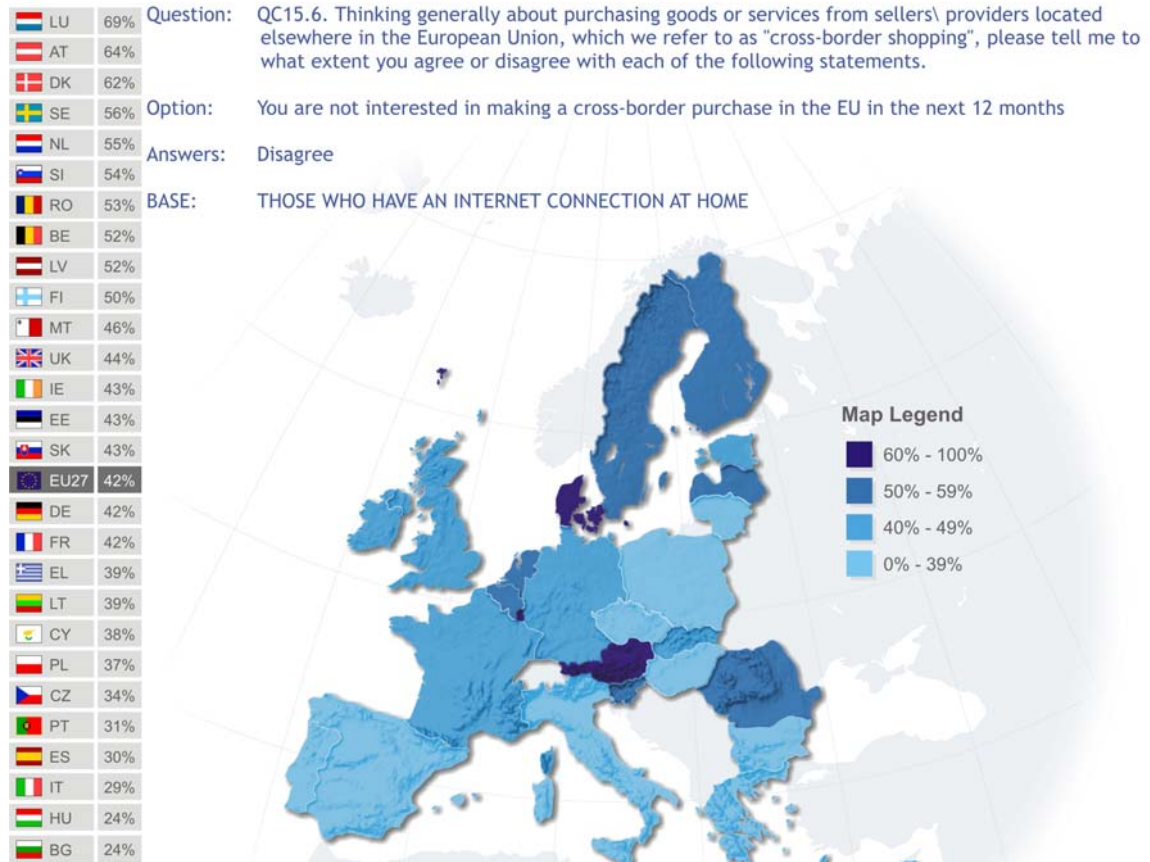 Question: QC15.6. Thinking generally about purchasing goods or services from sellers\ providers located
elsewhere in the European Union, which we refer to as "cross-border shopping", please tell me to
what extent you agree or disagree with each of the following statements.
Option: You are not interested in making a cross-border purchase in the EU in the next 12 months
Answers: Disagree
BASE: THOSE WHO HAVE AN INTERNET CONNECTION AT HOME
LU 69%
AT 64%
DK 62%
SE 56%
NL 55%
SI 54%
RO 53%
BE 52%
LV 52%
FI 50%
MT 46%
UK 44%
IE 43%
EE 43%
SK 43%
EU27 42%
DE 42%
FR 42%
EL 39%
LT 39%
CY 38%
PL 37%
CZ 34%
PT 31%
ES 30%
IT 29%
HU 24%
BG 24%
Map Legend
60% - 100%
50% - 59%
40% - 49%
0% - 39%